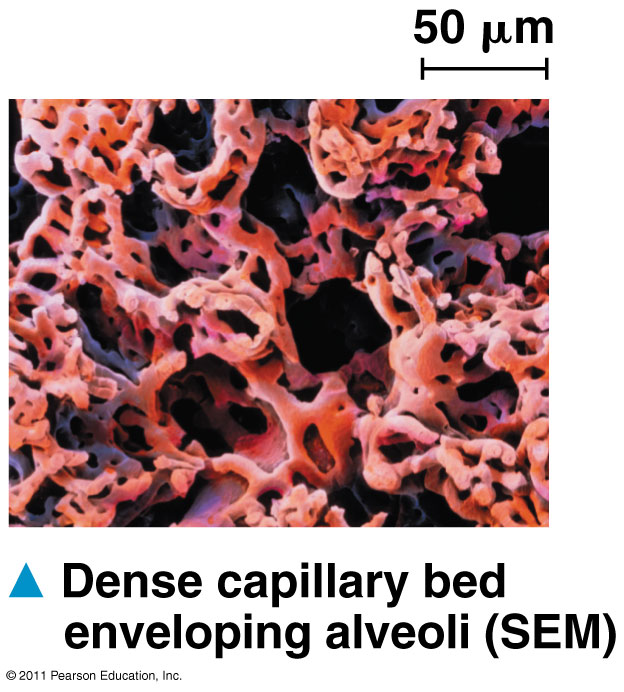 50 μm
Dense capillary bed
enveloping alveoli (SEM)
© 2011 Pearson Education, Inc.